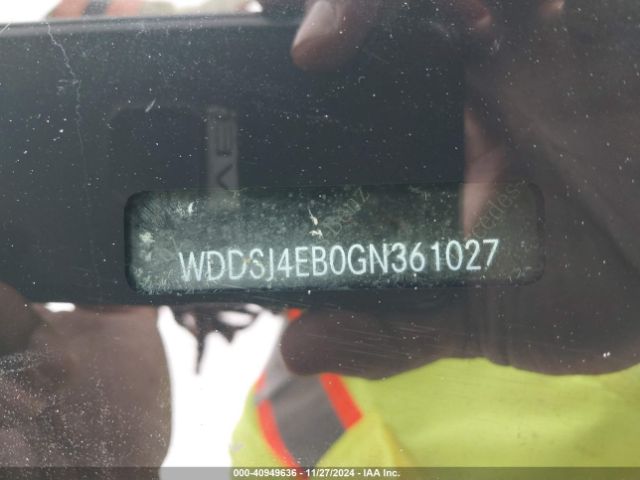 WDDSJ4EB0GN361027
000-40949636 - 11/27/2024 - IAA Inc.